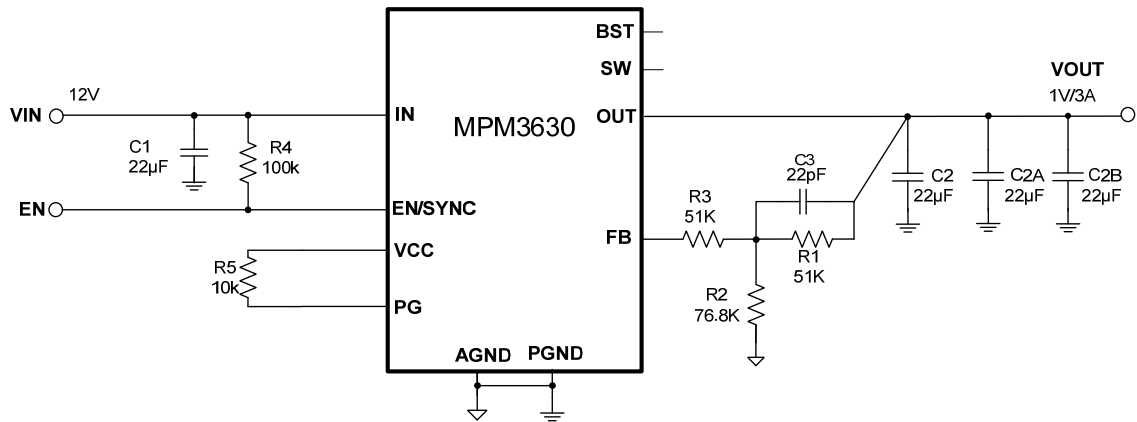 BST
SW
VOUT
1V/3A
VIN
12V
IN
MPM3630
OUT
C1
22µF
R4
100k
C3
22pF
C2
22µF
C2A
22µF
C2B
22µF
EN
EN/SYNC
R3
51K
FB
R1
51K
VCC
R5
10k
PG
R2
76.8K
AGND
PGND